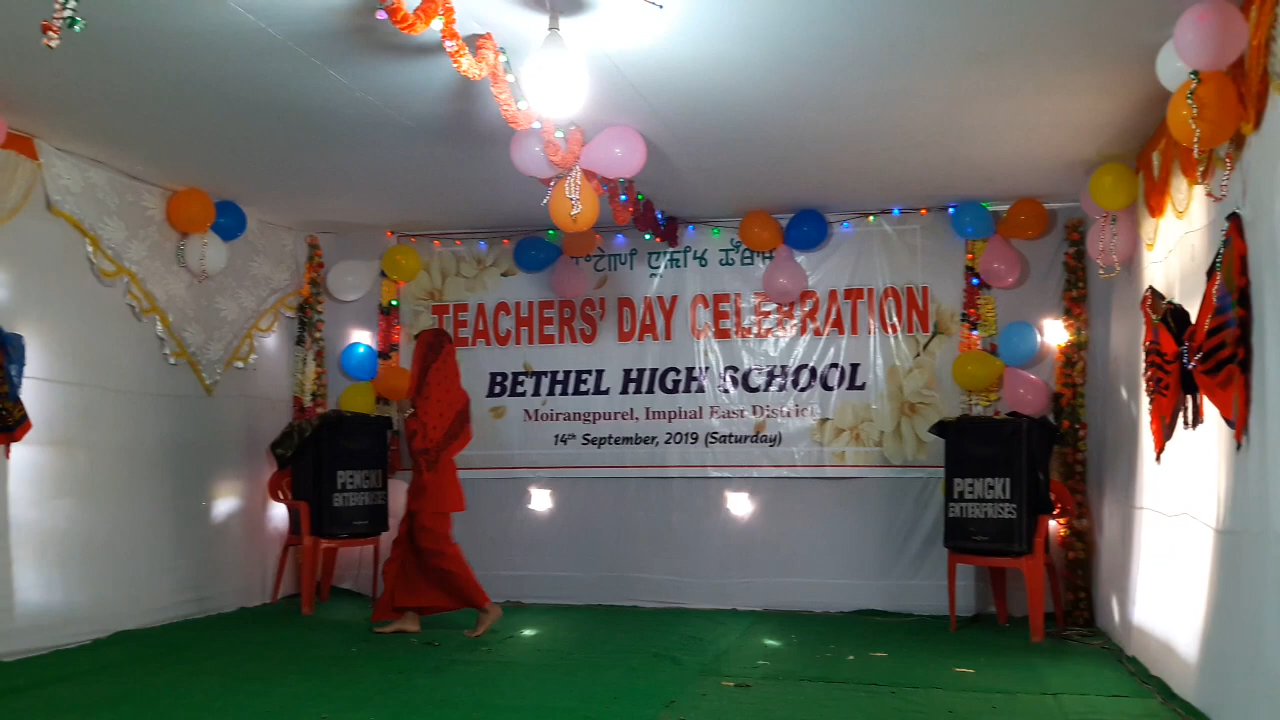 TEACHERS' DAY CELEBRATION
BETHEL HIGH SCHOOL
Moirangpurel, Imphal East District
14th September, 2019 (Saturday)
PENGKI
ENTERPRISES
PENGKI
ENTERPRISES